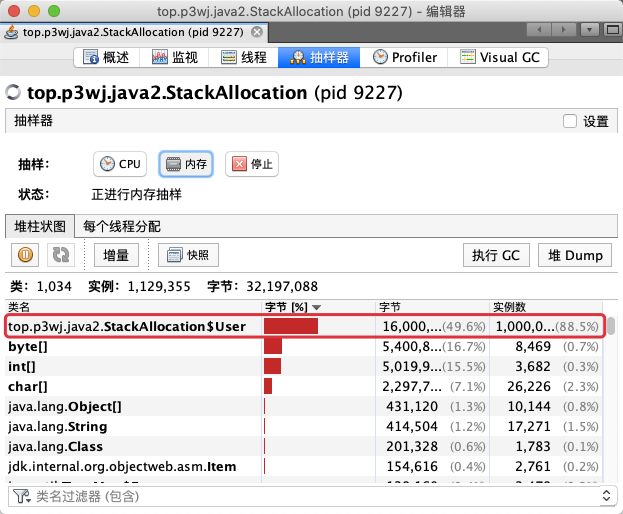 top.p3wj.java2.StackAllocation (pid 9227) - 编辑器
top.p3wj.java2.StackAllocation (pid 9227)
概述 监视 线程 抽样器 Profiler Visual GC
top.p3wj.java2.StackAllocation (pid 9227)
抽样器 设置
抽样： CPU 内存 停止
状态： 正进行内存抽样
堆柱状图 每个线程分配
增量 快照 执行 GC 堆 Dump
类：1,034 实例：1,129,355 字节：32,197,088
类名 字节 [%] 字节 实例数
top.p3wj.java2.StackAllocation$User 16,000,... (49.6%) 1,000,0... (88.5%)
byte[] 5,400,8... (16.7%) 8,469 (0.7%)
int[] 5,019,9... (15.5%) 3,682 (0.3%)
char[] 2,297,7... (7.1%) 26,226 (2.3%)
java.lang.Object[] 431,120 (1.3%) 10,144 (0.8%)
java.lang.String 414,504 (1.2%) 17,271 (1.5%)
java.lang.Class 201,328 (0.6%) 1,783 (0.1%)
jdk.internal.org.objectweb.asm.Item 154,616 (0.4%) 2,761 (0.2%)
类名过滤器 (包含)